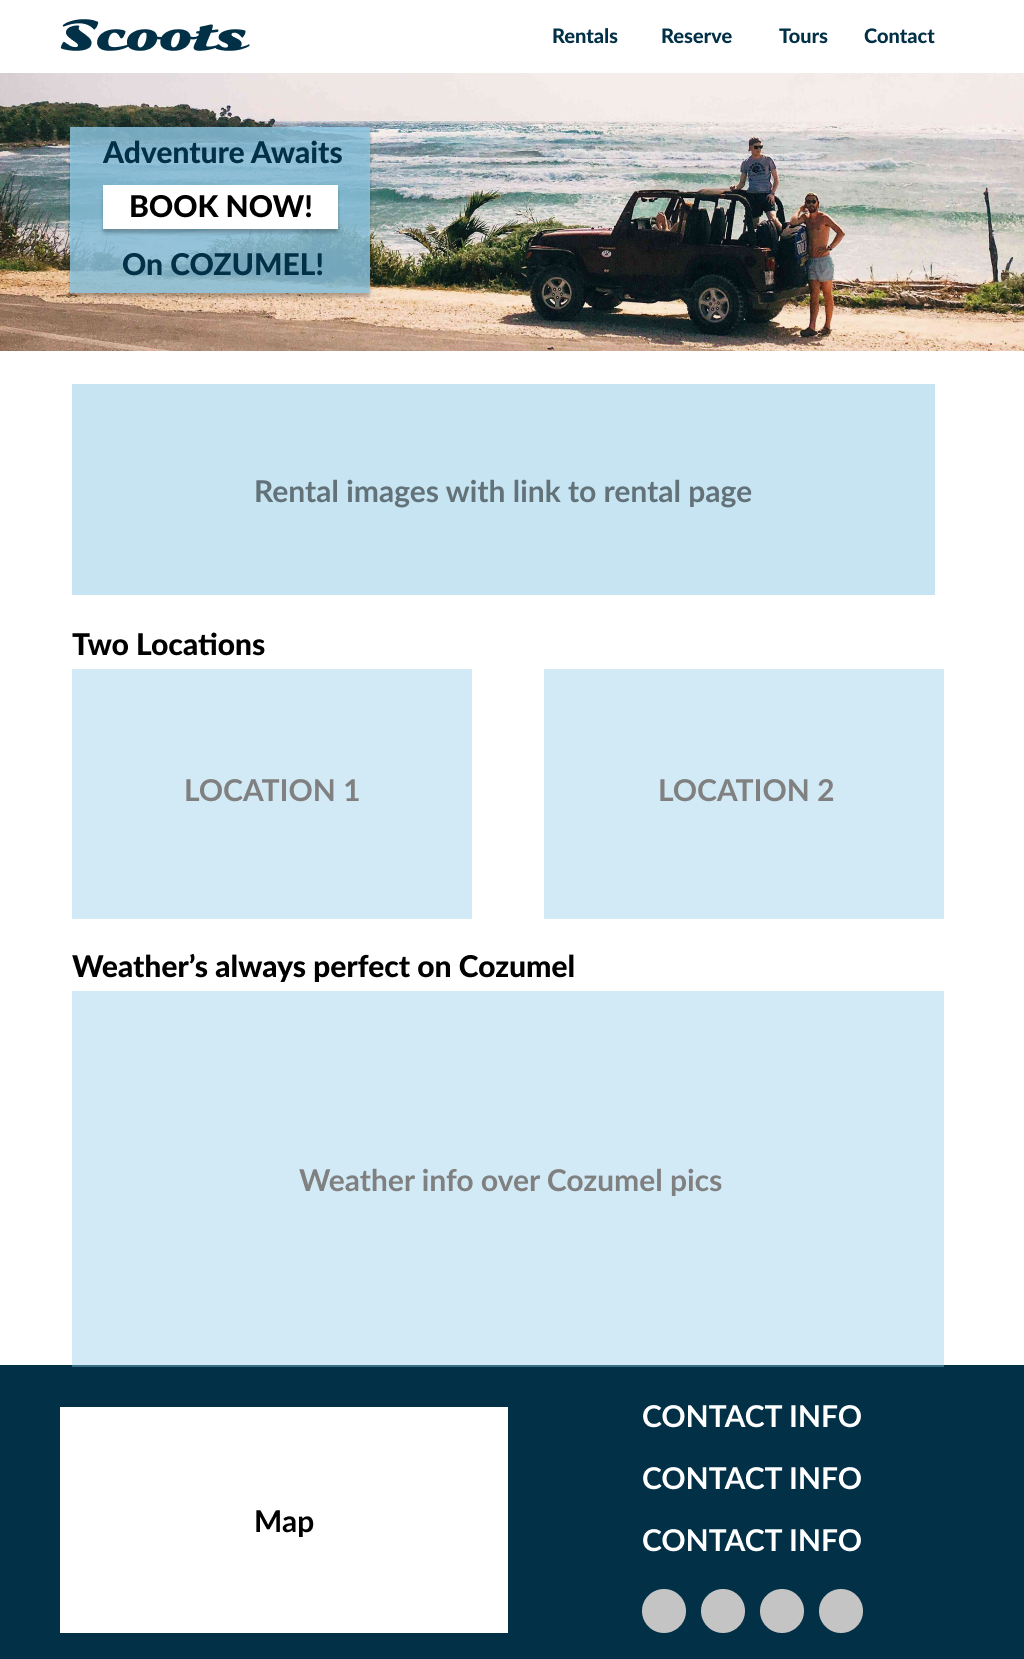 Scoots
Rentals Reserve Tours Contact
Adventure Awaits
BOOK NOW!
On COZUMEL!
Rental images with link to rental page
Two Locations
LOCATION 1
LOCATION 2
Weather’s always perfect on Cozumel
Weather info over Cozumel pics
Map
CONTACT INFO
CONTACT INFO
CONTACT INFO